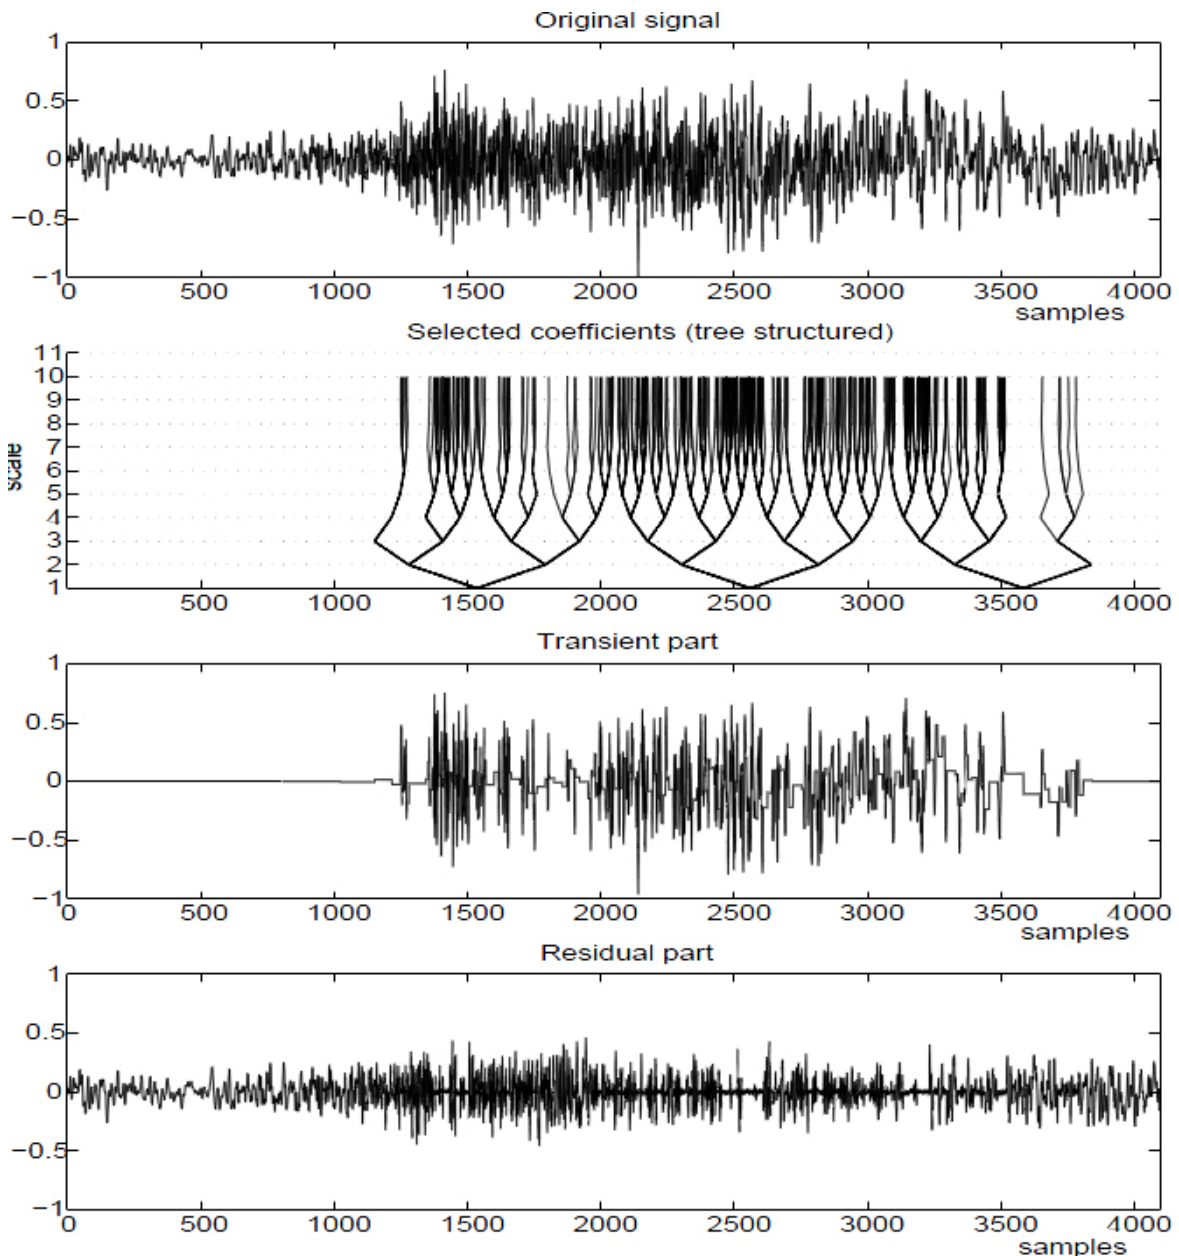 Original signal
1
0.5
0
−0.5
−1
0 500 1000 1500 2000 2500 3000 3500 4000
samples
Selected coefficients (tree structured)
11
10
9
8
7
6
5
4
3
2
1
scale
500 1000 1500 2000 2500 3000 3500 4000
Transient part
1
0.5
0
−0.5
−1
0 500 1000 1500 2000 2500 3000 3500 4000
samples
Residual part
1
0.5
0
−0.5
−1
0 500 1000 1500 2000 2500 3000 3500 4000
samples